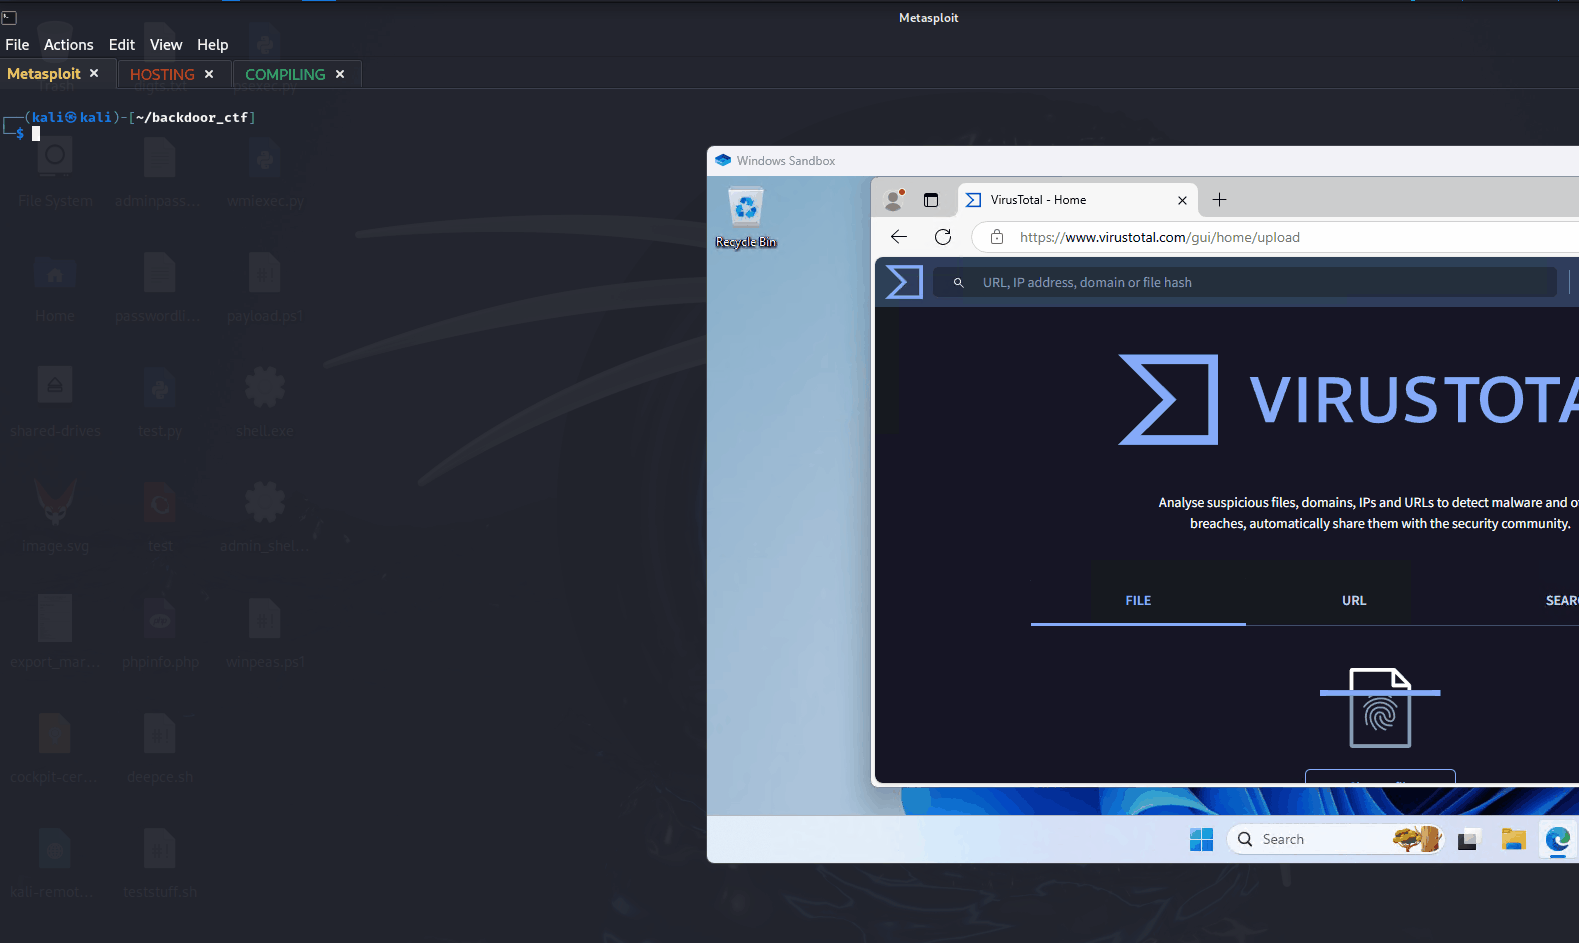 Metasploit
File Actions Edit View Help
Metasploit × HOSTING × COMPILING ×
Trash
digits.txt
psexec.py
┌──(kali㉿kali)-[~/backdoor_ctf]
└─$
File System
adminpass...
wmiexec.py
Home
passwordli...
payload.ps1
shared-drives
test.py
shell.exe
image.svg
test
admin_shel...
export_mar...
phpinfo.php
winpeas.ps1
cockpit-cer...
deepce.sh
kali-remot...
teststuff.sh
Windows Sandbox
Recycle Bin
VirusTotal - Home
https://www.virustotal.com/gui/home/upload
URL, IP address, domain or file hash
VIRUSTOTA
Analyse suspicious files, domains, IPs and URLs to detect malware and o
breaches, automatically share them with the security community.
FILE URL SEAR
Search